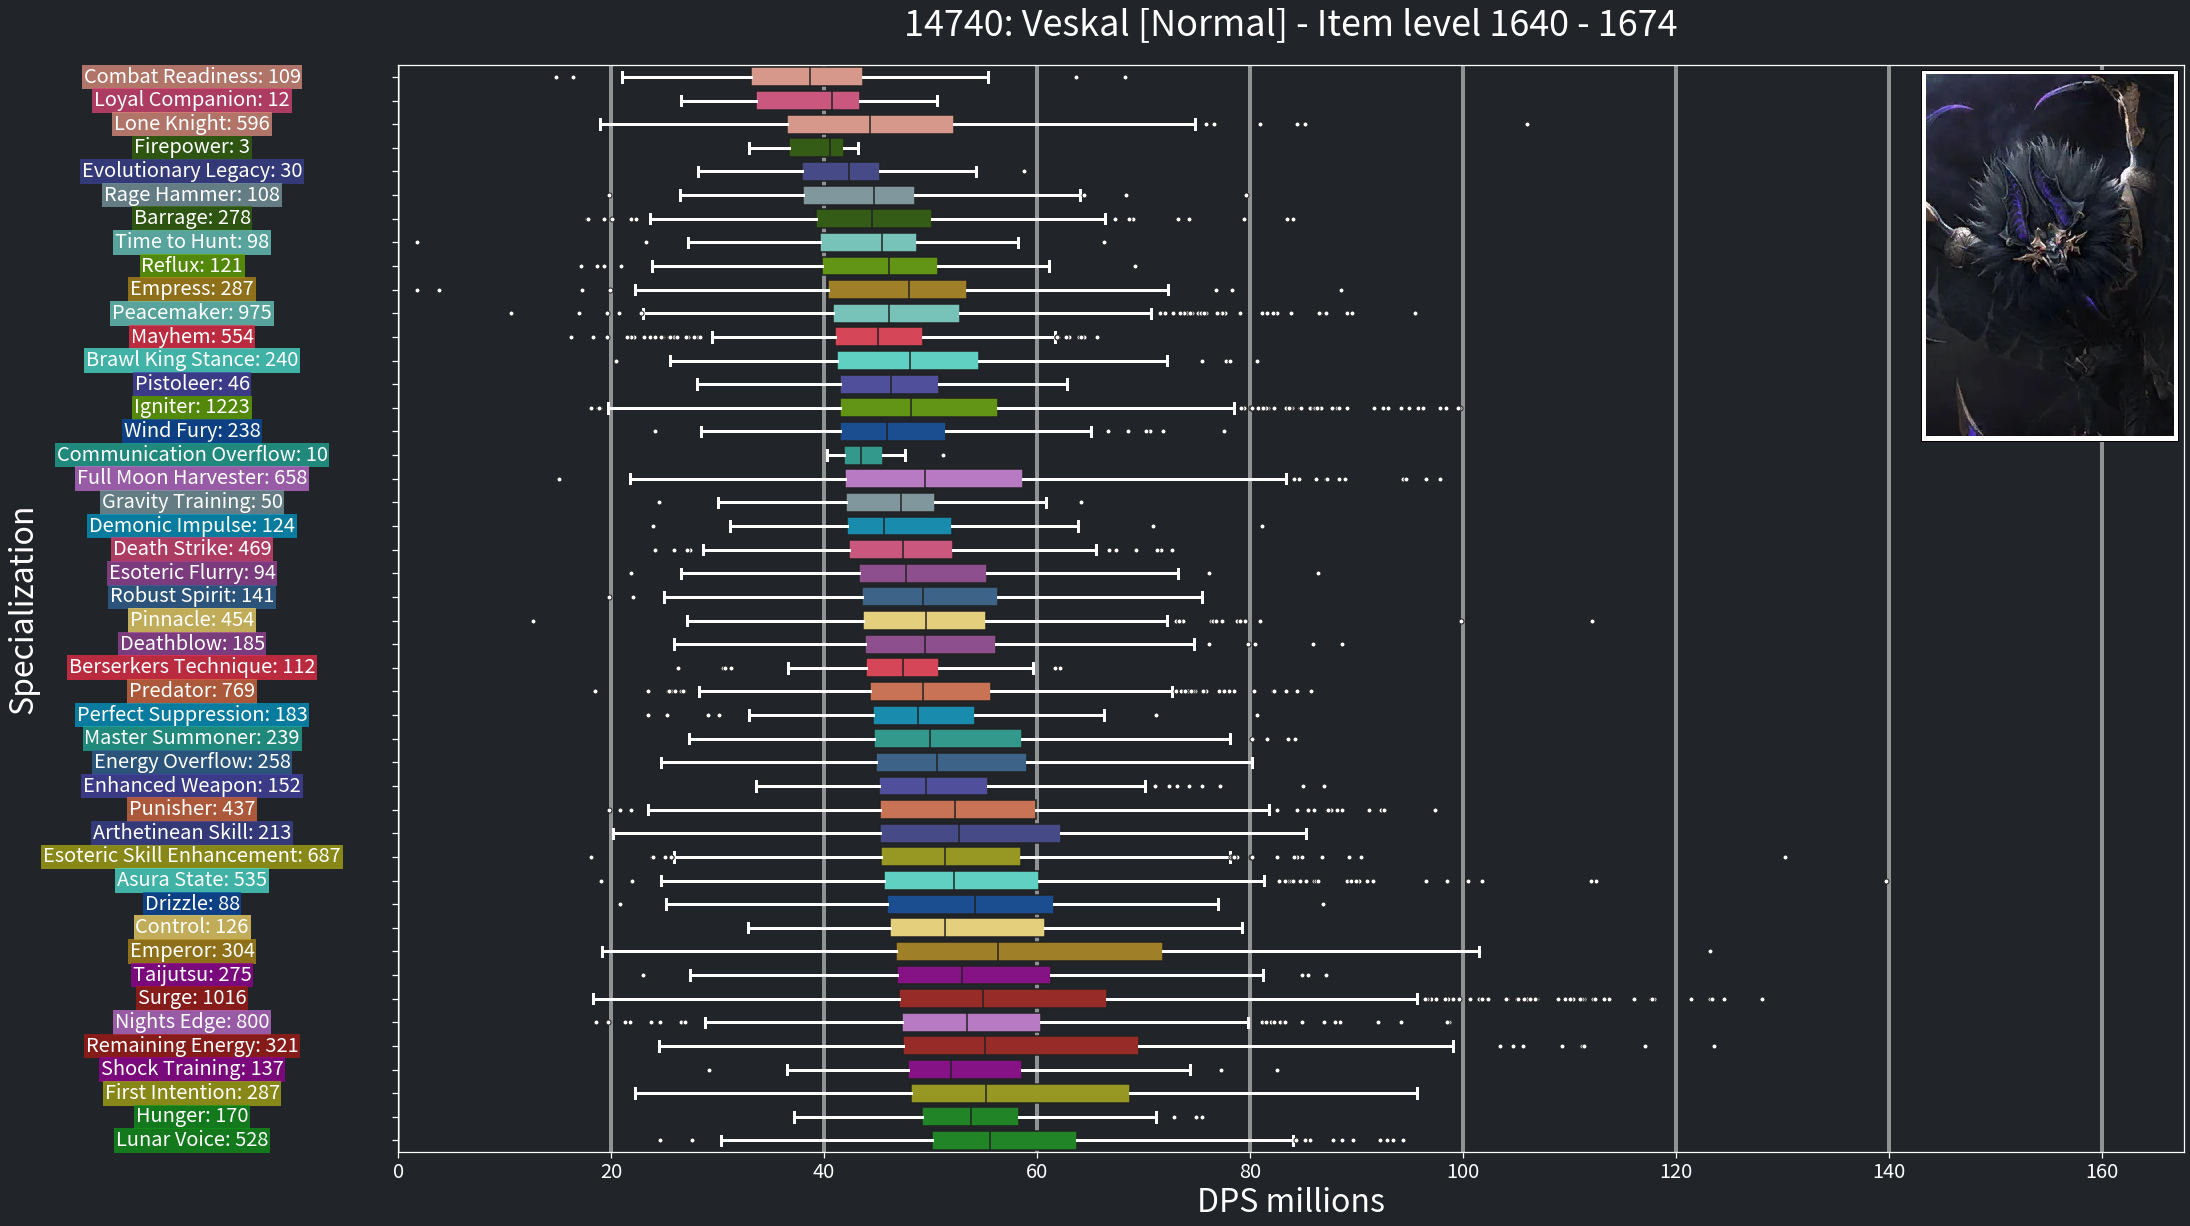 14740: Veskal [Normal] - Item level 1640 - 1674
Combat Readiness: 109
Loyal Companion: 12
Lone Knight: 596
Firepower: 3
Evolutionary Legacy: 30
Rage Hammer: 108
Barrage: 278
Time to Hunt: 98
Reflux: 121
Empress: 287
Peacemaker: 975
Mayhem: 554
Brawl King Stance: 240
Pistoleer: 46
Igniter: 1223
Wind Fury: 238
Communication Overflow: 10
Full Moon Harvester: 658
Gravity Training: 50
Demonic Impulse: 124
Death Strike: 469
Esoteric Flurry: 94
Robust Spirit: 141
Pinnacle: 454
Deathblow: 185
Berserkers Technique: 112
Predator: 769
Perfect Suppression: 183
Master Summoner: 239
Energy Overflow: 258
Enhanced Weapon: 152
Punisher: 437
Arthetinean Skill: 213
Esoteric Skill Enhancement: 687
Asura State: 535
Drizzle: 88
Control: 126
Emperor: 304
Taijutsu: 275
Surge: 1016
Nights Edge: 800
Remaining Energy: 321
Shock Training: 137
First Intention: 287
Hunger: 170
Lunar Voice: 528
Specialization
0 20 40 60 80 100 120 140 160
DPS millions